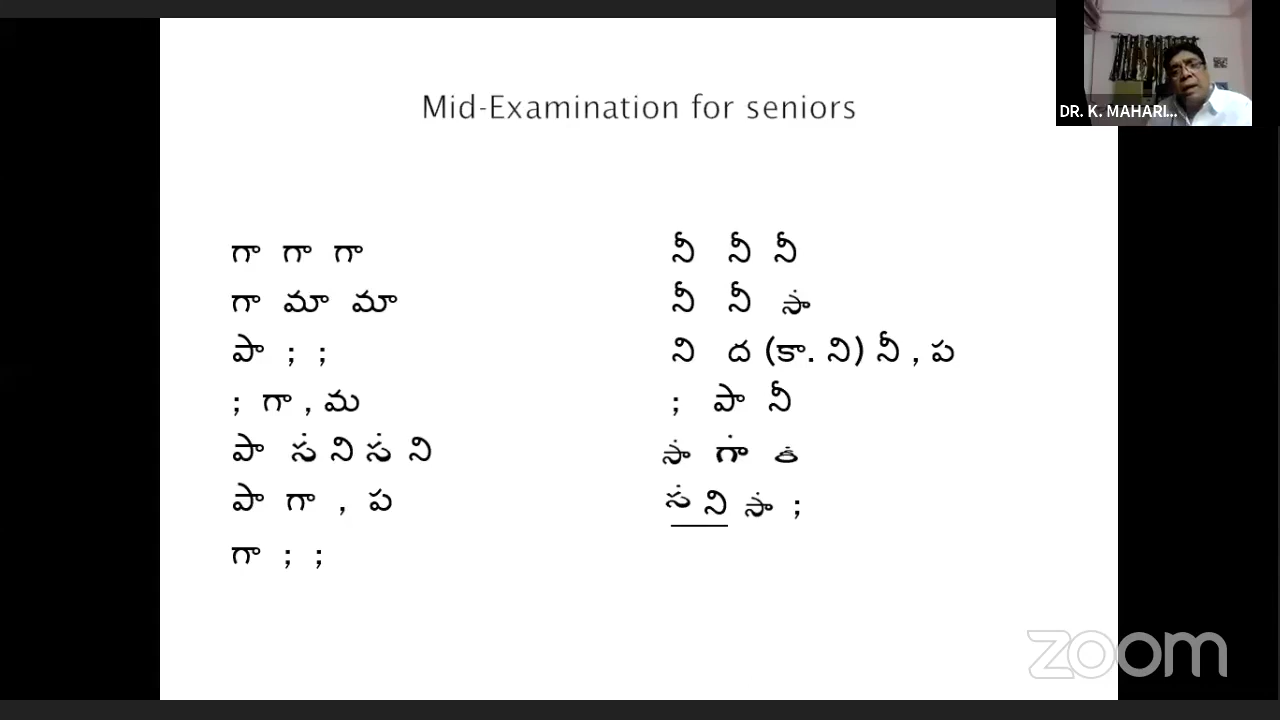 Mid-Examination for seniors
DR. K. MAHARI...
గా గా గా
గా మా మా
పా ; ;
; గా , మ
పా స̇ ని స̇ ని
పా గా , ప
గా ; ;
నీ నీ నీ
నీ నీ సా̇
ని ద (కా. ని) నీ , ప
; పా నీ
సా̇ గా̇
స̇ ని సా̇ ;
zoom